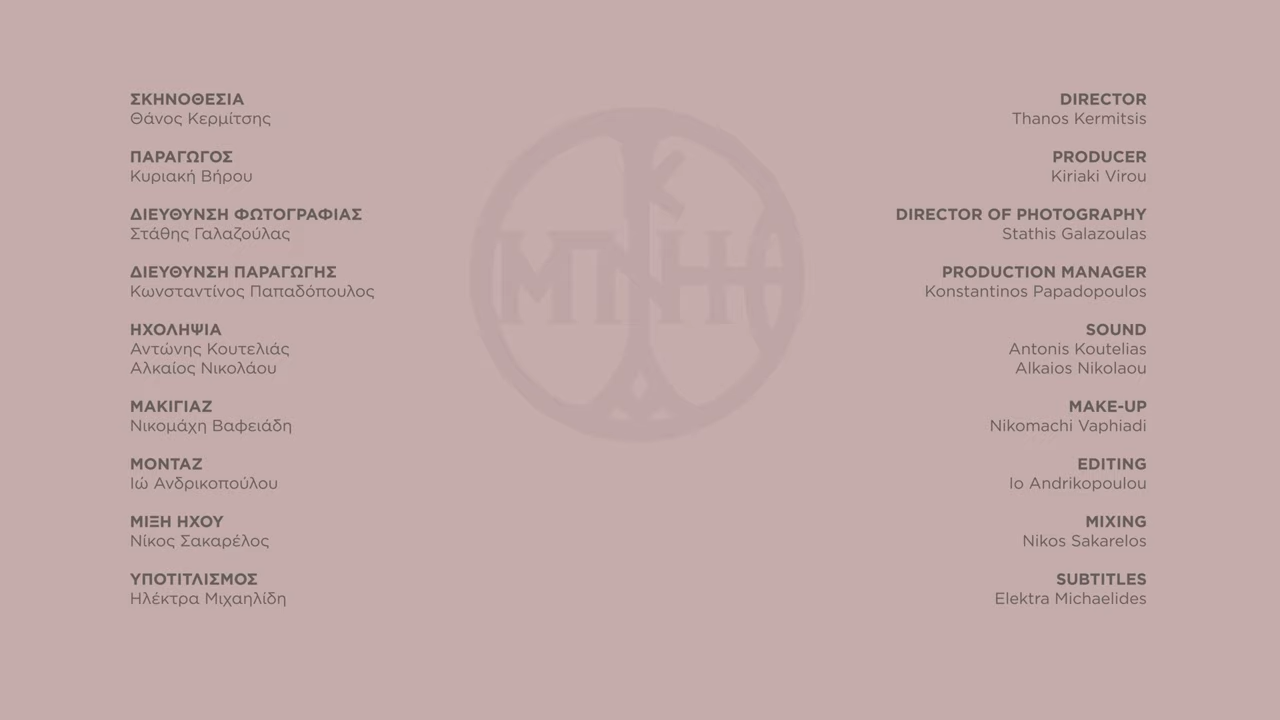 ΣΚΗΝΟΘΕΣΙΑ
Θάνος Κερμίτσης
ΠΑΡΑΓΩΓΟΣ
Κυριακή Βήρου
ΔΙΕΥΘΥΝΣΗ ΦΩΤΟΓΡΑΦΙΑΣ
Στάθης Γαλαζούλας
ΔΙΕΥΘΥΝΣΗ ΠΑΡΑΓΩΓΗΣ
Κωνσταντίνος Παπαδόπουλος
ΗΧΟΛΗΨΙΑ
Αντώνης Κουτελιάς
Αλκαίος Νικολάου
ΜΑΚΙΓΙΑΖ
Νικομάχη Βαφειάδη
ΜΟΝΤΑΖ
Ιώ Ανδρικοπούλου
ΜΙΞΗ ΗΧΟΥ
Νίκος Σακαρέλος
ΥΠΟΤΙΤΛΙΣΜΟΣ
Ηλέκτρα Μιχαηλίδη
DIRECTOR
Thanos Kermitsis
PRODUCER
Kiriaki Virou
DIRECTOR OF PHOTOGRAPHY
Stathis Galazoulas
PRODUCTION MANAGER
Konstantinos Papadopoulos
SOUND
Antonis Koutelias
Alkaios Nikolaou
MAKE-UP
Nikomachi Vaphiadi
EDITING
Io Andrikopoulou
MIXING
Nikos Sakarelos
SUBTITLES
Elektra Michaelides